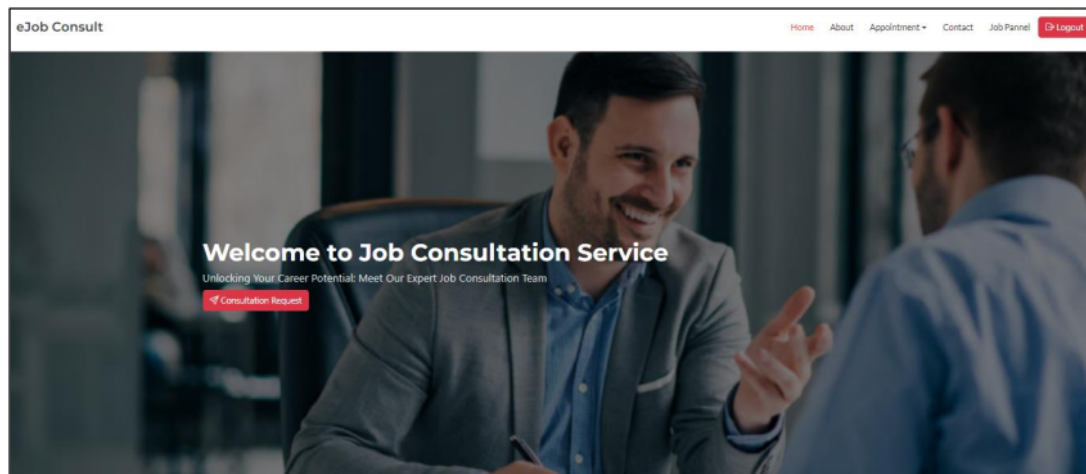 eJob Consult
Home About Appointment Contact Job Pannel Logout
Welcome to Job Consultation Service
Unlocking Your Career Potential: Meet Our Expert Job Consultation Team
Consultation Request